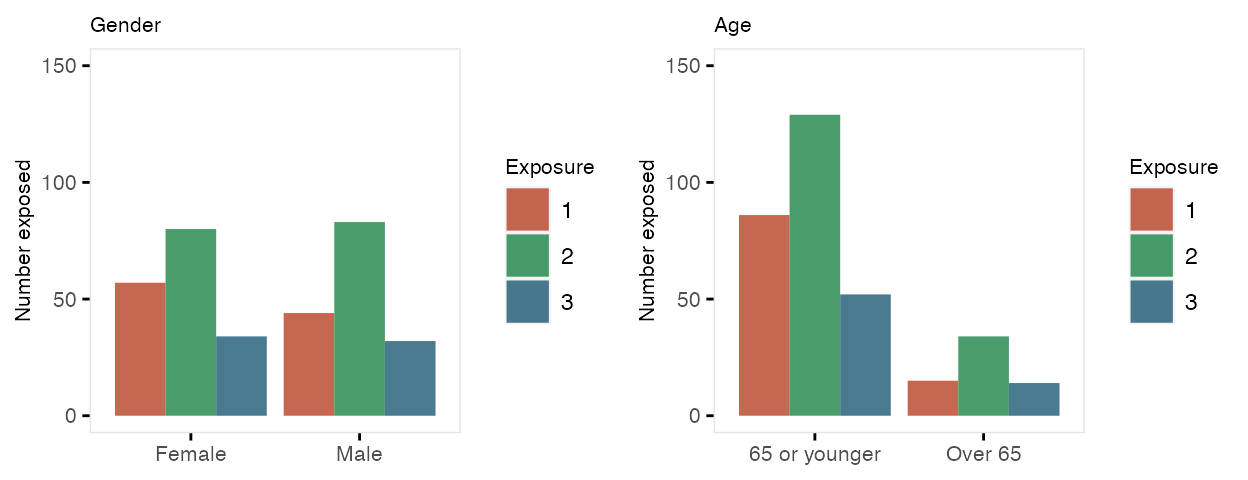 Gender
150
100
50
0
Number exposed
Female Male
Exposure
1
2
3
Age
150
100
50
0
Number exposed
65 or younger Over 65
Exposure
1
2
3